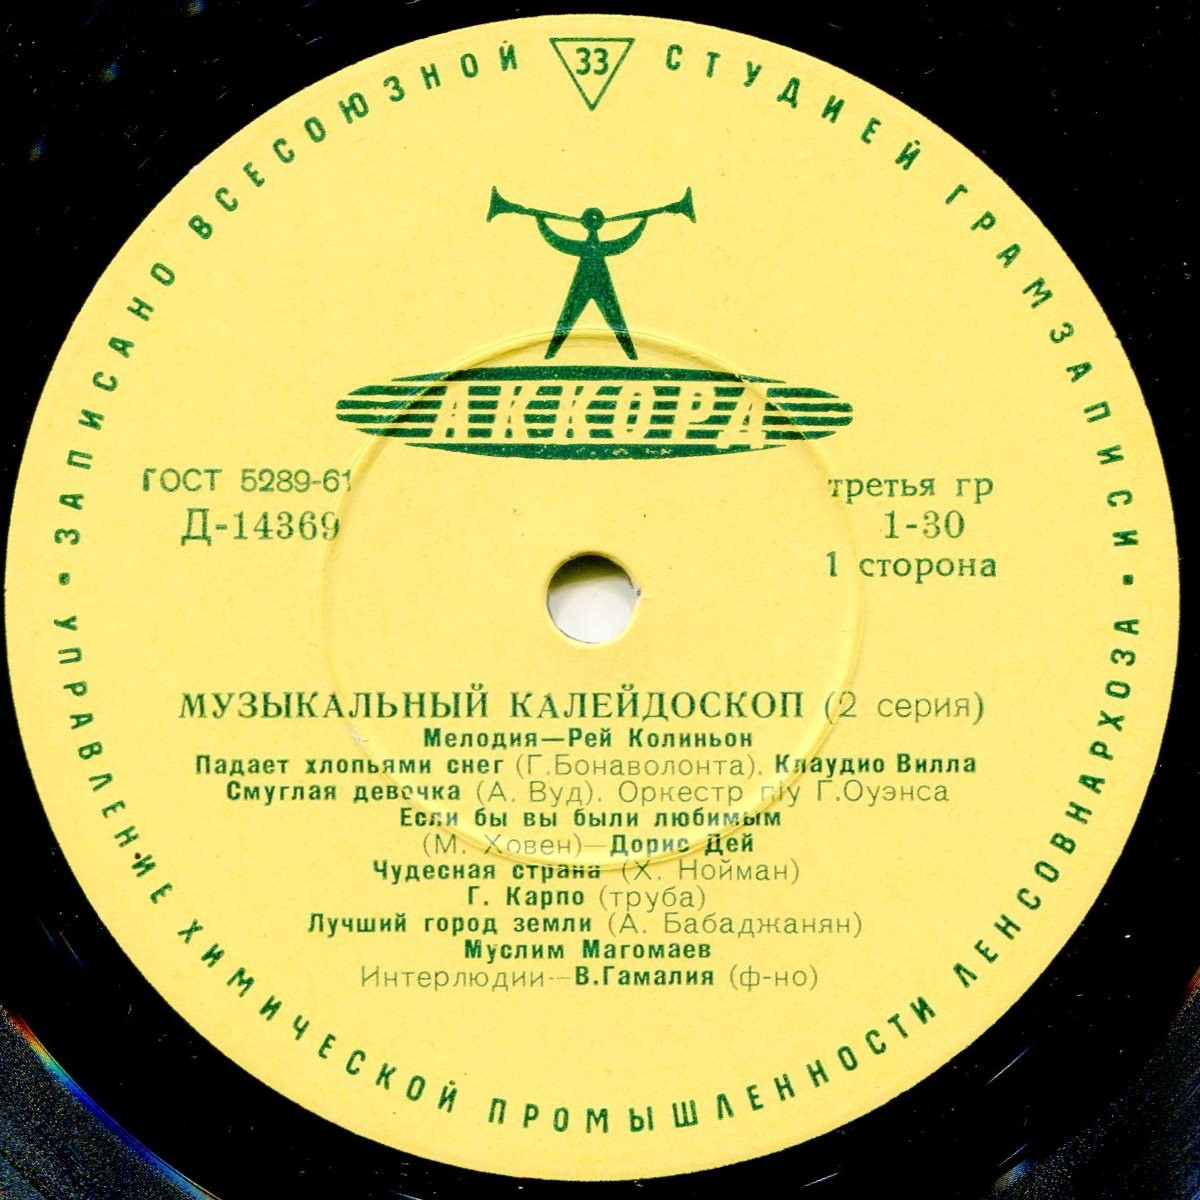 ЗАПИСАНО ВСЕСОЮЗНОЙ СТУДИЕЙ ГРАМЗАПИСИ
33
АККОРД
ГОСТ 5289-61
Д-14369
третья гр
1-30
1 сторона
МУЗЫКАЛЬНЫЙ КАЛЕЙДОСКОП (2 серия)
Мелодия—Рей Колиньон
Падает хлопьями снег (Г.Бонаволонта). Клаудио Вилла
Смуглая девочка (А. Вуд). Оркестр п/у Г.Оуэнса
Если бы вы были любимым
(М. Ховен)—Дорис Дей
Чудесная страна (Х. Нойман)
Г. Карпо (труба)
Лучший город земли (А. Бабаджанян)
Муслим Магомаев
Интерлюдии—В.Гамалия (ф-но)
УПРАВЛЕНИЕ ХИМИЧЕСКОЙ ПРОМЫШЛЕННОСТИ ЛЕНСОВНАРХОЗА